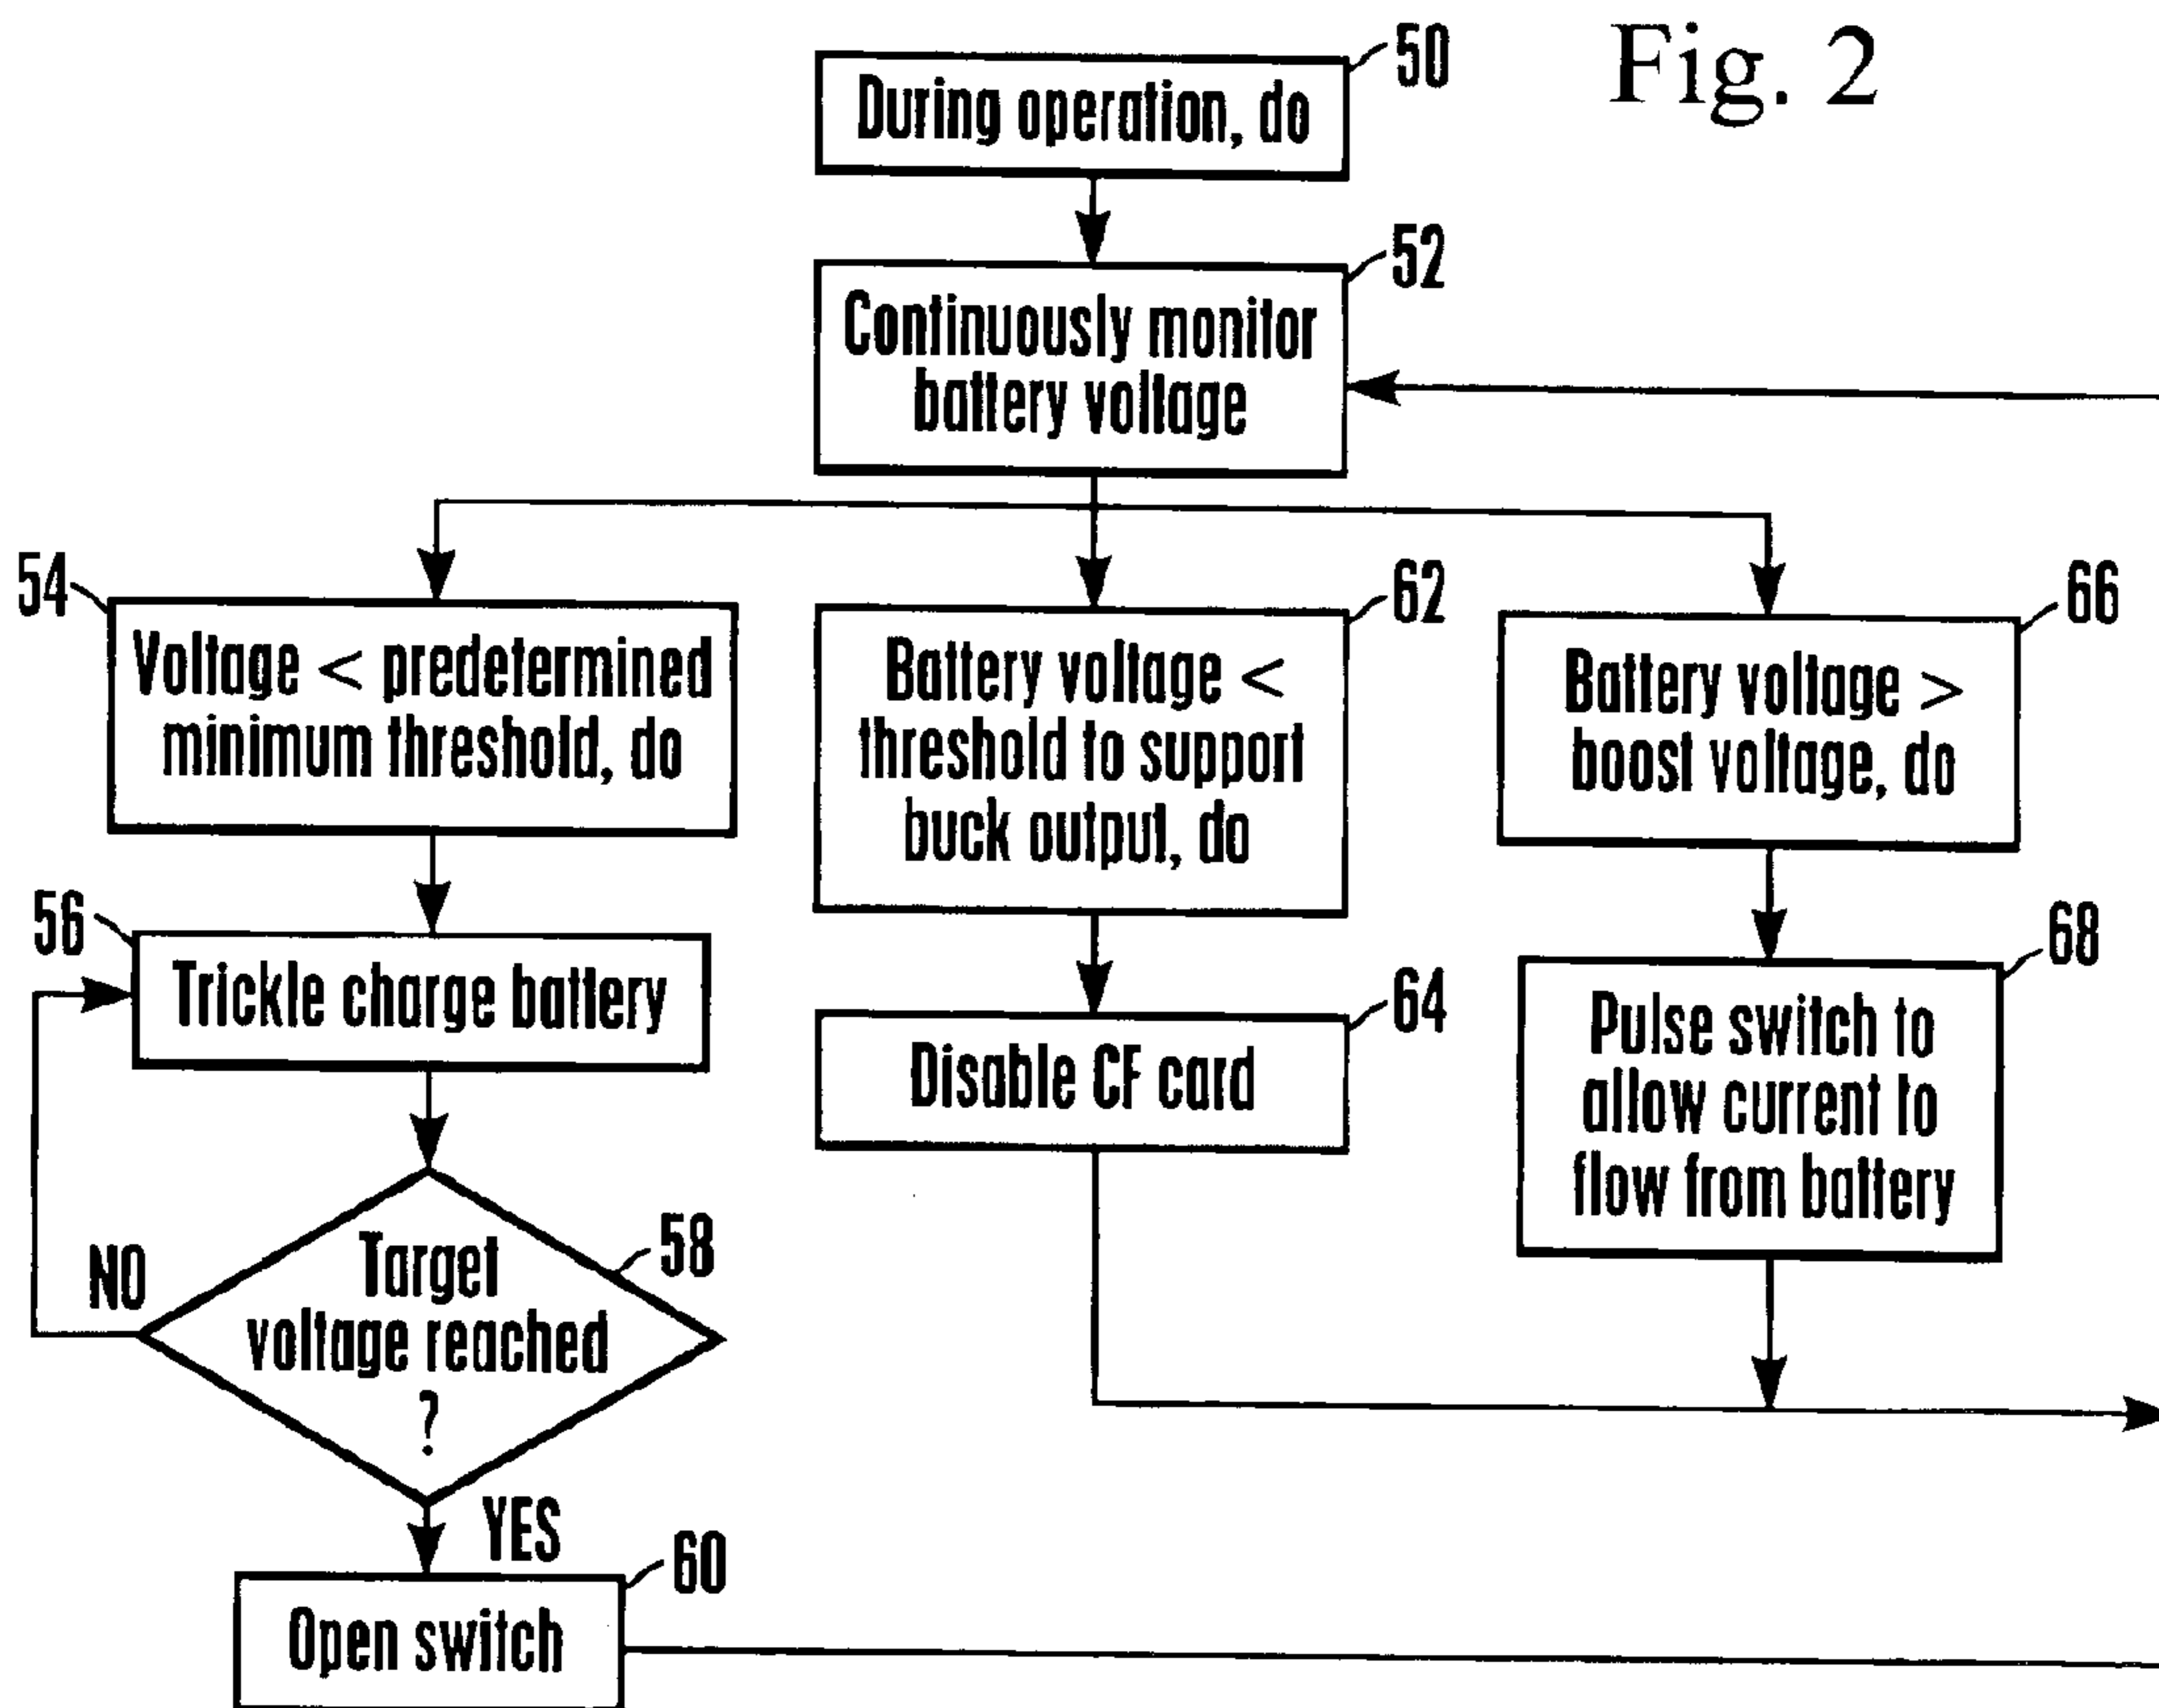 Fig. 2
50
During operation, do
52
Continuously monitor
battery voltage
54
Voltage < predetermined
minimum threshold, do
62
Battery voltage <
threshold to support
buck output, do
66
Battery voltage >
boost voltage, do
56
Trickle charge battery
64
Disable CF card
68
Pulse switch to
allow current to
flow from battery
58
Target
voltage reached
?
NO
YES
60
Open switch